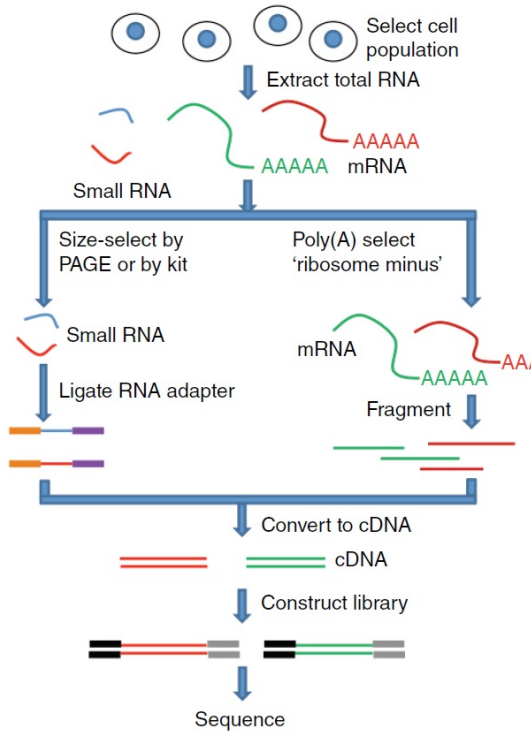 Select cell
population
Extract total RNA
AAAAA
AAAAA mRNA
Small RNA
Size-select by
PAGE or by kit
Poly(A) select
‘ribosome minus’
Small RNA
mRNA
AAA
AAAAA
Ligate RNA adapter
Fragment
Convert to cDNA
cDNA
Construct library
Sequence